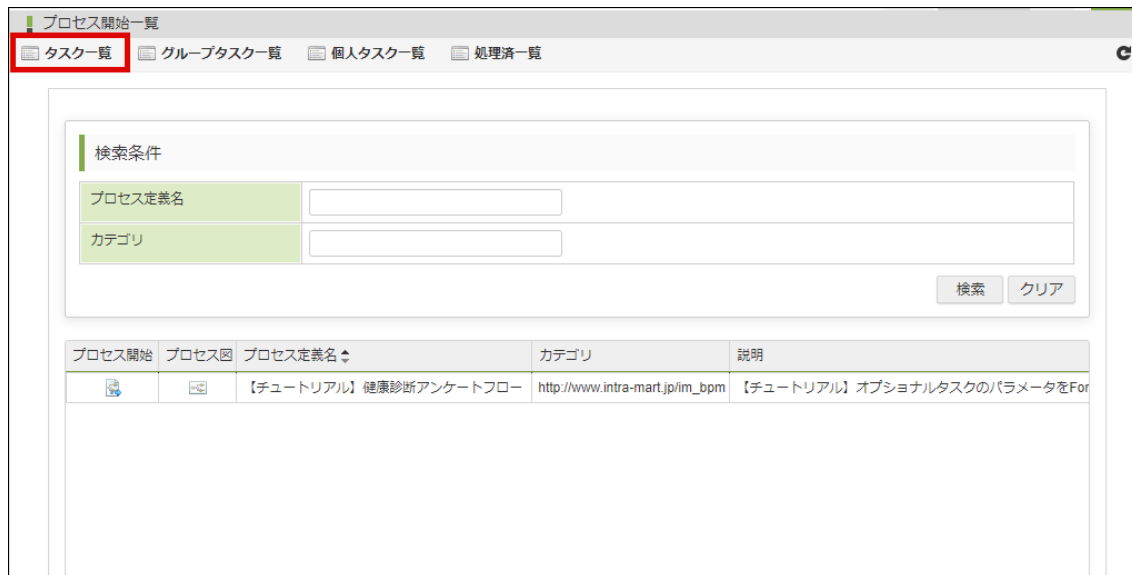 プロセス開始一覧
タスク一覧 グループタスク一覧 個人タスク一覧 処理済一覧
検索条件
プロセス定義名
カテゴリ
検索 クリア
プロセス開始 プロセス図 プロセス定義名 カテゴリ 説明
【チュートリアル】健康診断アンケートフロー http://www.intra-mart.jp/im_bpm 【チュートリアル】オプショナルタスクのパラメータをFor